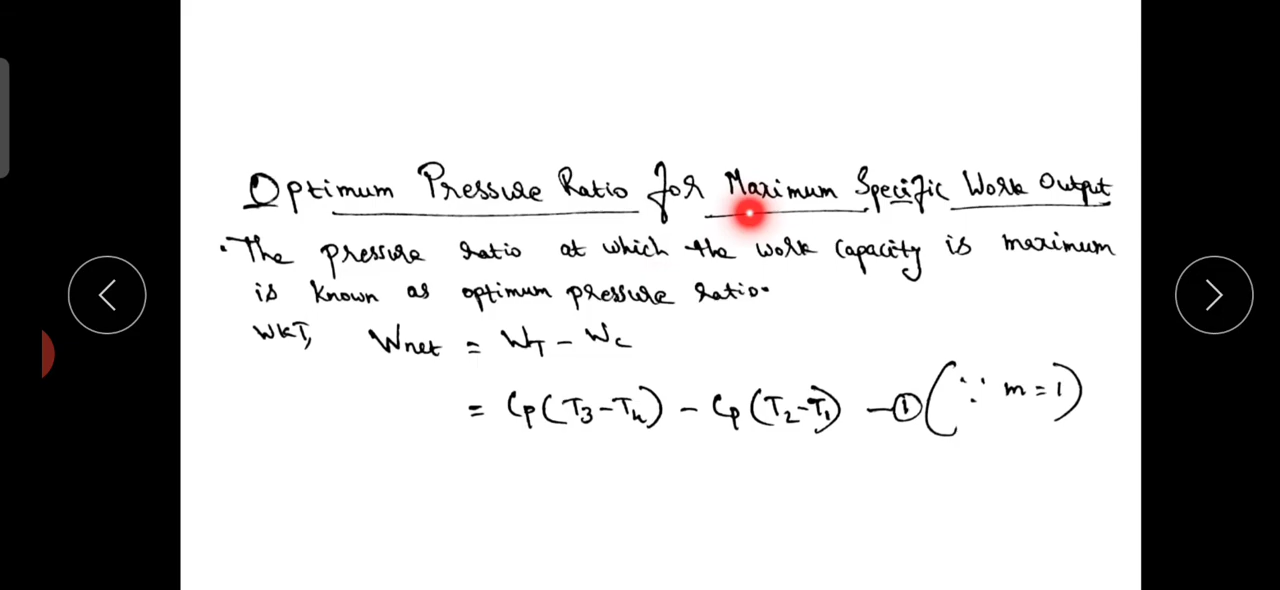 Optimum Pressure Ratio for Maximum Specific Work Output
• The pressure ratio at which the work capacity is maximum
is known as optimum pressure ratio.
WKT, Wnet = WT - Wc
= Cp(T3-T4) - Cp(T2-T1) —① (∵ m=1)